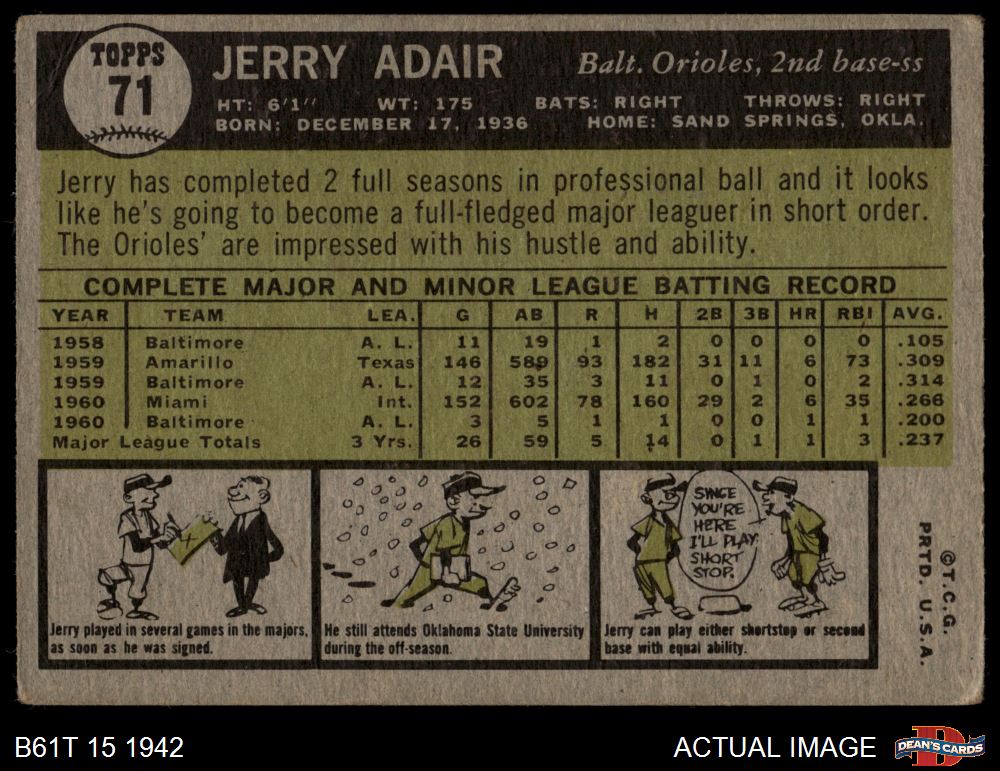 TOPPS
71
JERRY ADAIR
Balt. Orioles, 2nd base-ss
HT: 6'1" WT: 175 BATS: RIGHT THROWS: RIGHT
BORN: DECEMBER 17, 1936 HOME: SAND SPRINGS, OKLA.
Jerry has completed 2 full seasons in professional ball and it looks
like he's going to become a full-fledged major leaguer in short order.
The Orioles' are impressed with his hustle and ability.
COMPLETE MAJOR AND MINOR LEAGUE BATTING RECORD
YEAR TEAM LEA. G AB R H 2B 3B HR RBI AVG.
1958 Baltimore A. L. 11 19 1 2 0 0 0 0 .105
1959 Amarillo Texas 146 589 93 182 31 11 6 73 .309
1959 Baltimore A. L. 12 35 3 11 0 1 0 2 .314
1960 Miami Int. 152 602 78 160 29 2 6 35 .266
1960 Baltimore A. L. 3 5 1 1 0 0 1 1 .200
Major League Totals 3 Yrs. 26 59 5 14 0 1 1 3 .237
X
Jerry played in several games in the majors,
as soon as he was signed.
He still attends Oklahoma State University
during the off-season.
SINCE
YOU'RE
HERE
I'LL PLAY
SHORT
STOP.
Jerry can play either shortstop or second
base with equal ability.
©T.C.G.
PRTD. U.S.A.
B61T 15 1942
ACTUAL IMAGE
D
DEAN'S CARDS